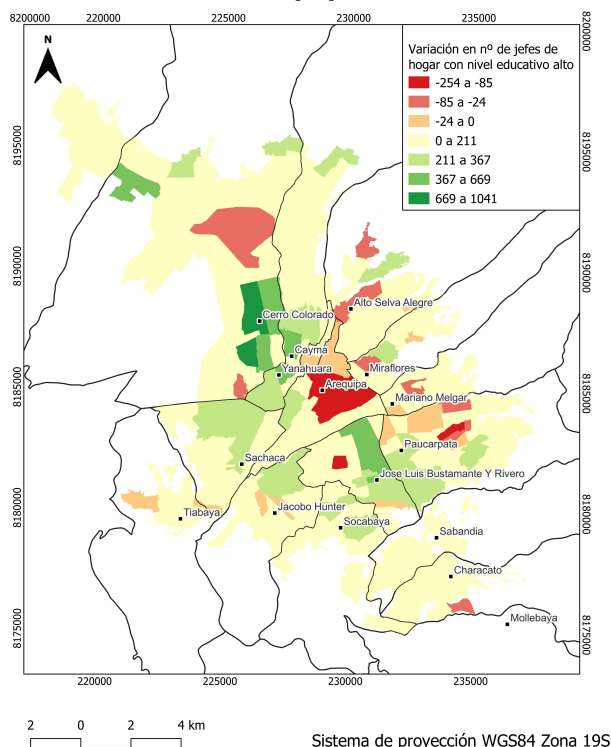 8200000 220000 225000 230000 235000 8200000
N
Variación en nº de jefes de
hogar con nivel educativo alto
-254 a -85
-85 a -24
-24 a 0
0 a 211
211 a 367
367 a 669
669 a 1041
8195000 8195000
8190000 8190000
Alto Selva Alegre
Cerro Colorado
Cayma
Yanahuara
Miraflores
8185000 8185000
Arequipa
Mariano Melgar
Paucarpata
Sachaca
Jose Luis Bustamante Y Rivero
8180000 8180000
Tiabaya
Jacobo Hunter
Socabaya
Sabandia
Characato
Mollebaya
8175000 8175000
220000 225000 230000 235000
2 0 2 4 km
Sistema de proyección WGS84 Zona 19S